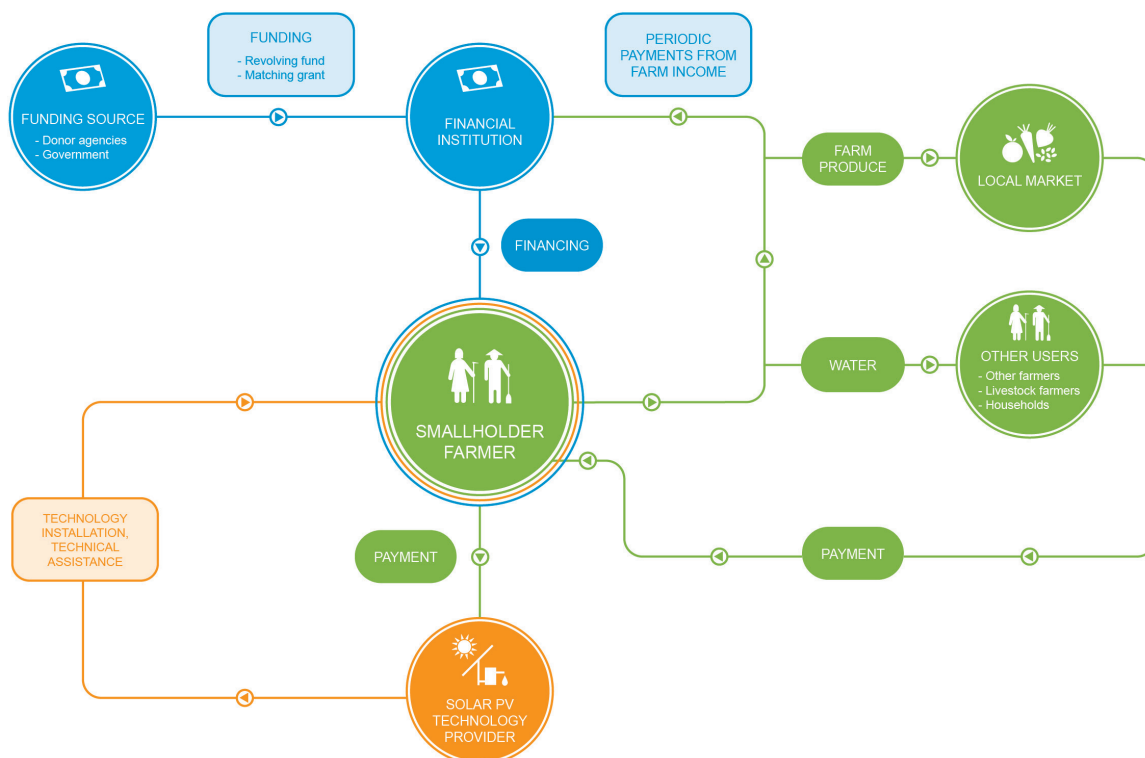 FUNDING
- Revolving fund
- Matching grant
PERIODIC
PAYMENTS FROM
FARM INCOME
FUNDING SOURCE
- Donor agencies
- Government
FINANCIAL
INSTITUTION
FARM
PRODUCE
LOCAL MARKET
FINANCING
WATER
OTHER USERS
- Other farmers
- Livestock farmers
- Households
SMALLHOLDER
FARMER
TECHNOLOGY
INSTALLATION,
TECHNICAL
ASSISTANCE
PAYMENT
PAYMENT
SOLAR PV
TECHNOLOGY
PROVIDER